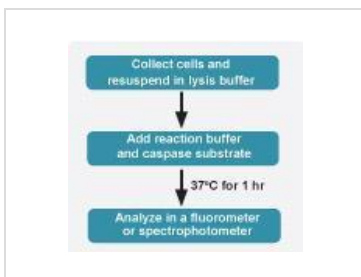 Collect cells and
resuspend in lysis buffer
Add reaction buffer
and caspase substrate
37ºC for 1 hr
Analyze in a fluorometer
or spectrophotometer